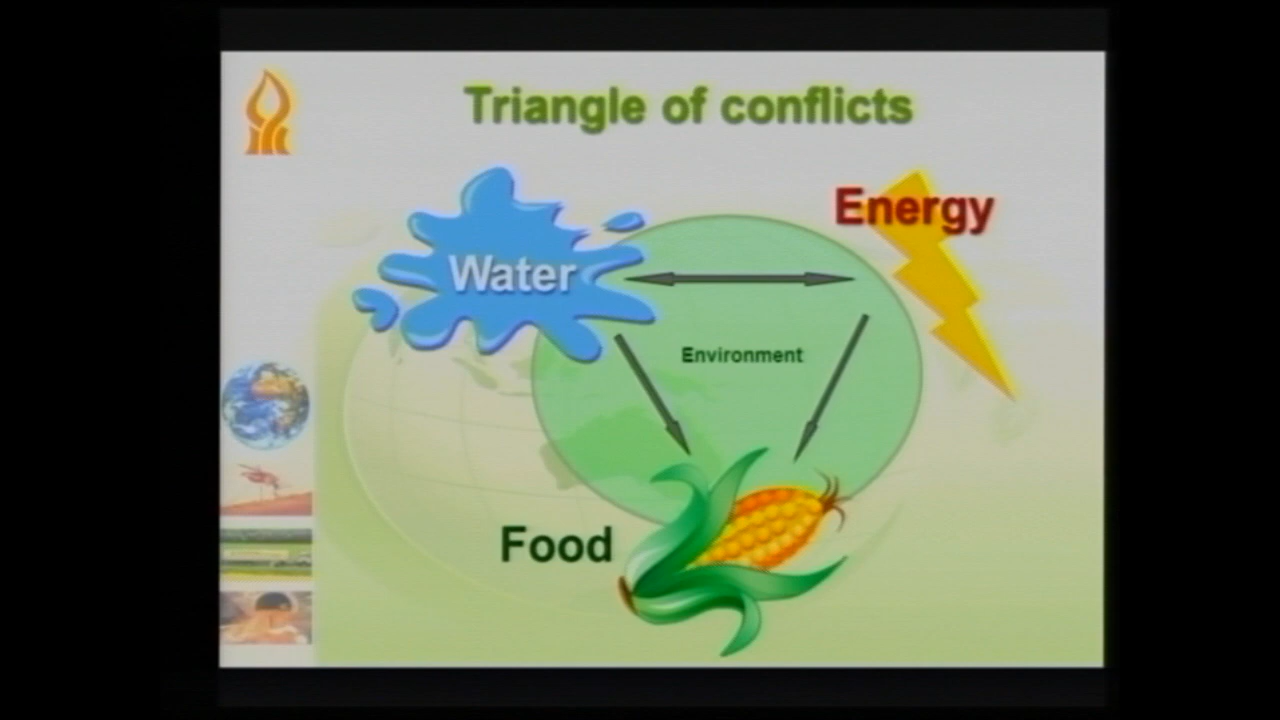 Triangle of conflicts
Energy
Water
Environment
Food